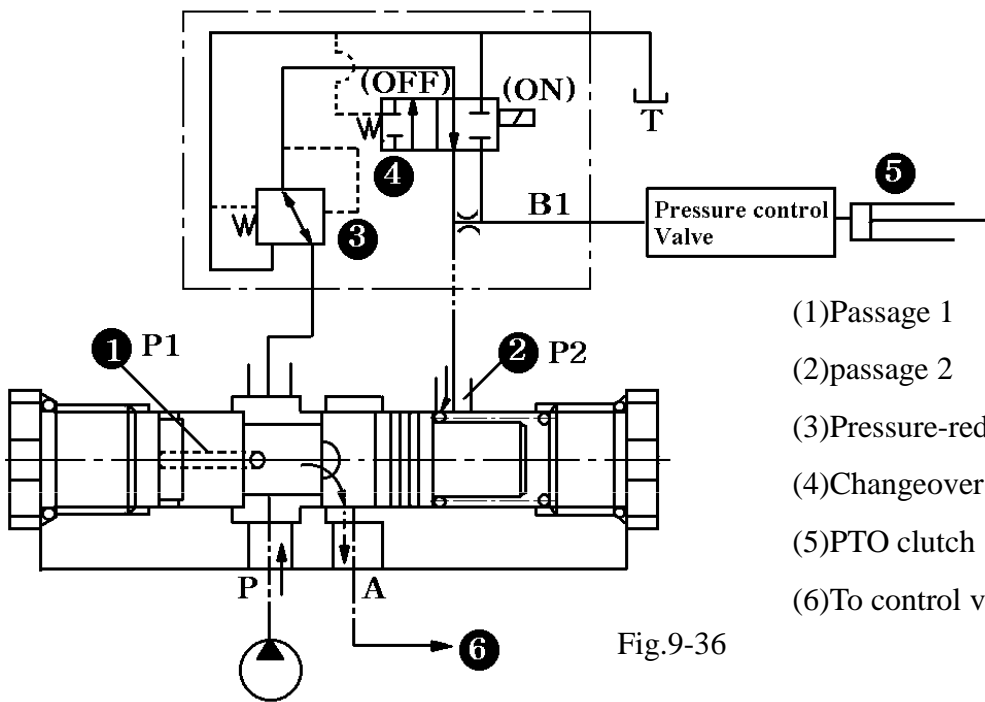 (OFF)
(ON)
T
4
5
3
B1
Pressure control
Valve
1 P1
2 P2
(1)Passage 1
(2)passage 2
(3)Pressure-red
(4)Changeover
(5)PTO clutch
(6)To control v
P
A
6
Fig.9-36